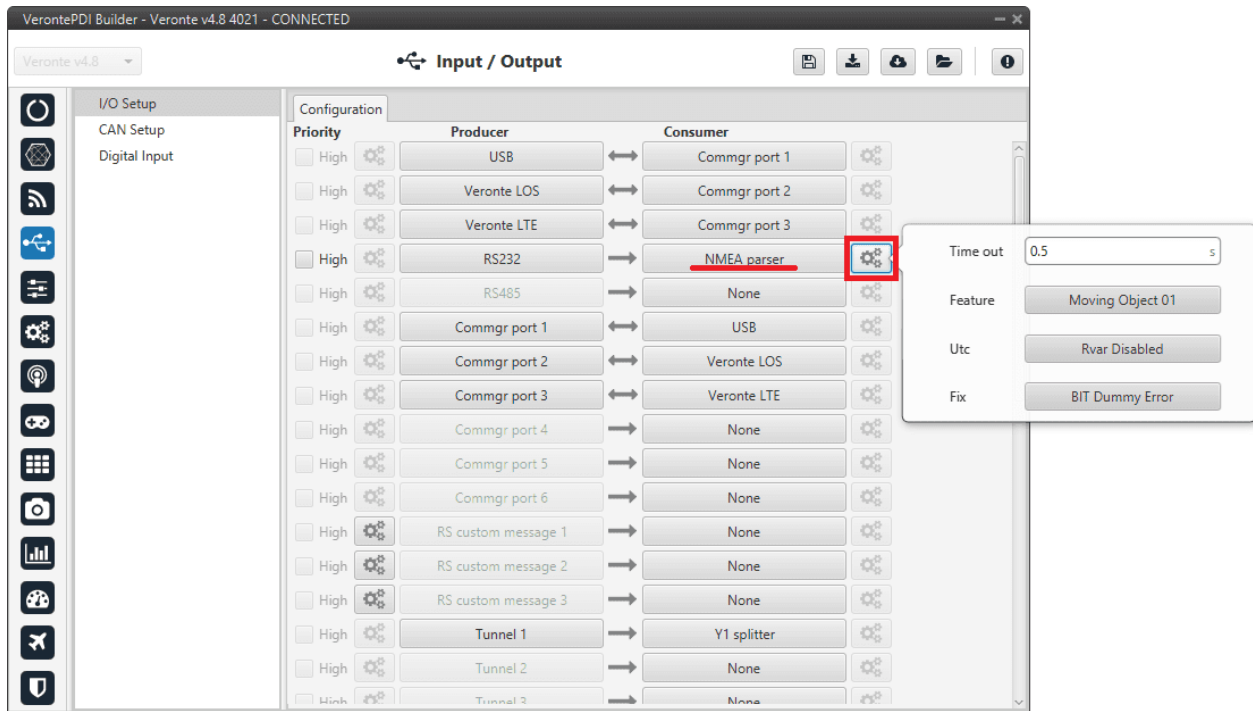 VerontePDI Builder - Veronte v4.8 4021 - CONNECTED
Veronte v4.8
Input / Output
I/O Setup
CAN Setup
Digital Input
Configuration
Priority Producer Consumer
High USB Commgr port 1
High Veronte LOS Commgr port 2
High Veronte LTE Commgr port 3
High RS232 NMEA parser
High RS485 None
High Commgr port 1 USB
High Commgr port 2 Veronte LOS
High Commgr port 3 Veronte LTE
High Commgr port 4 None
High Commgr port 5 None
High Commgr port 6 None
High RS custom message 1 None
High RS custom message 2 None
High RS custom message 3 None
High Tunnel 1 Y1 splitter
High Tunnel 2 None
High Tunnel 3 None
Time out 0.5 s
Feature Moving Object 01
Utc Rvar Disabled
Fix BIT Dummy Error